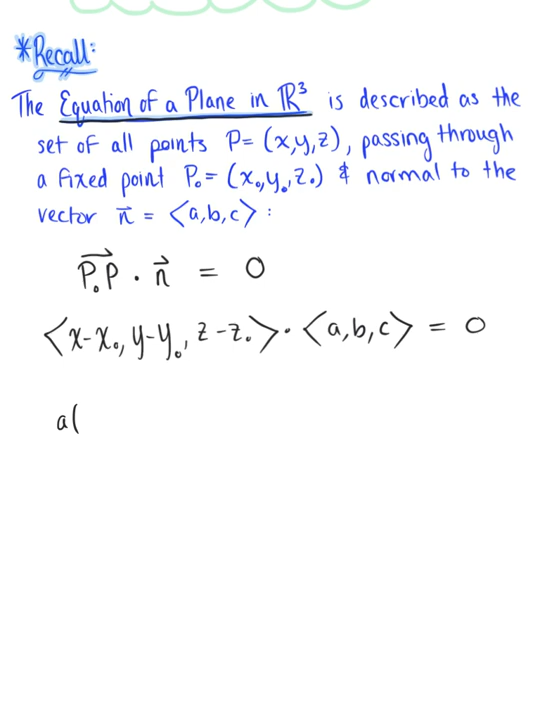 *Recall:
The Equation of a Plane in ℝ³ is described as the
set of all points P = (x,y,z), passing through
a fixed point P₀ = (x₀,y₀,z₀) & normal to the
vector n⃗ = <a,b,c> :
P₀P⃗ · n⃗ = 0
<x-x₀, y-y₀, z-z₀> · <a,b,c> = 0
a(